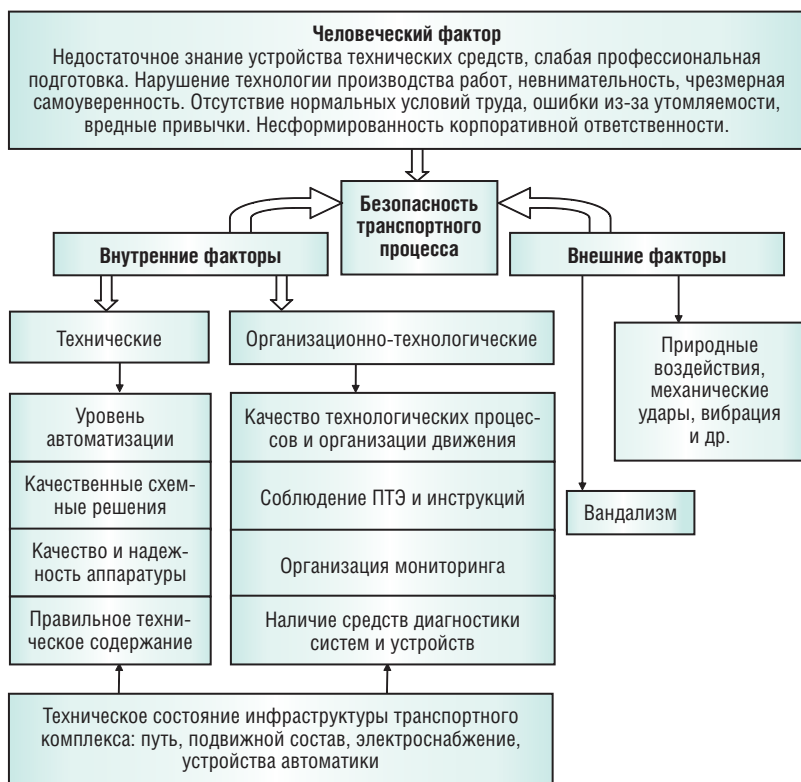 Человеческий фактор
Недостаточное знание устройства технических средств, слабая профессиональная
подготовка. Нарушение технологии производства работ, невнимательность, чрезмерная
самоуверенность. Отсутствие нормальных условий труда, ошибки из-за утомляемости,
вредные привычки. Несформированность корпоративной ответственности.
Безопасность
транспортного
процесса
Внутренние факторы
Внешние факторы
Технические
Организационно-технологические
Природные
воздействия,
механические
удары, вибрация
и др.
Уровень
автоматизации
Качественные схем-
ные решения
Качество и надеж-
ность аппаратуры
Правильное техни-
ческое содержание
Качество технологических процес-
сов и организации движения
Соблюдение ПТЭ и инструкций
Организация мониторинга
Наличие средств диагностики
систем и устройств
Вандализм
Техническое состояние инфраструктуры транспортного
комплекса: путь, подвижной состав, электроснабжение,
устройства автоматики